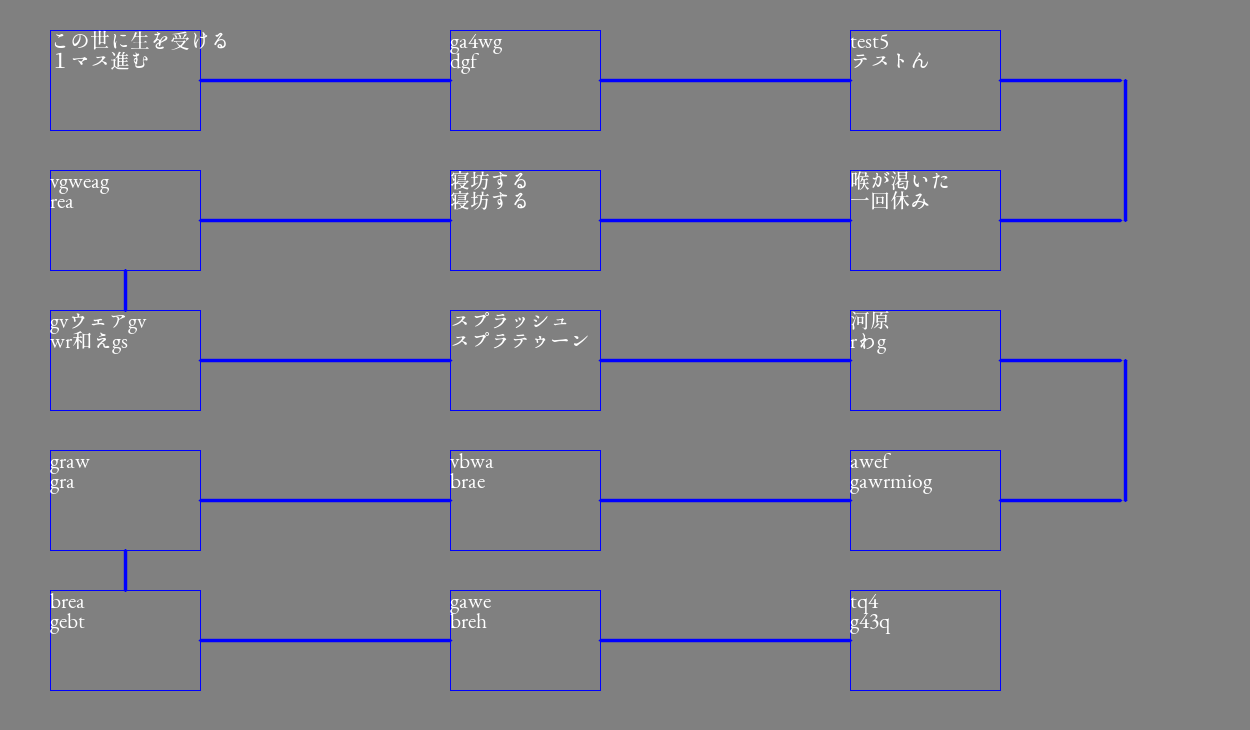 この世に生を受ける
１マス進む
ga4wg
dgf
test5
テストん
vgweag
rea
寝坊する
寝坊する
喉が渇いた
一回休み
gvウェアgv
wr和えgs
スプラッシュ
スプラテゥーン
河原
rわg
graw
gra
vbwa
brae
awef
gawrmiog
brea
gebt
gawe
breh
tq4
g43q